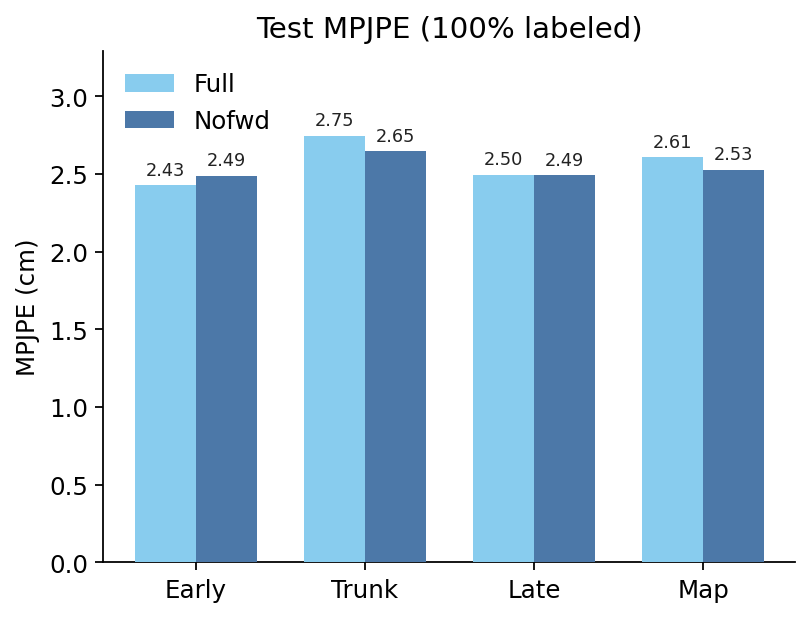 Test MPJPE (100% labeled)
Full
Nofwd
MPJPE (cm)
3.0
2.5
2.0
1.5
1.0
0.5
0.0
2.43
2.49
2.75
2.65
2.50
2.49
2.61
2.53
Early
Trunk
Late
Map